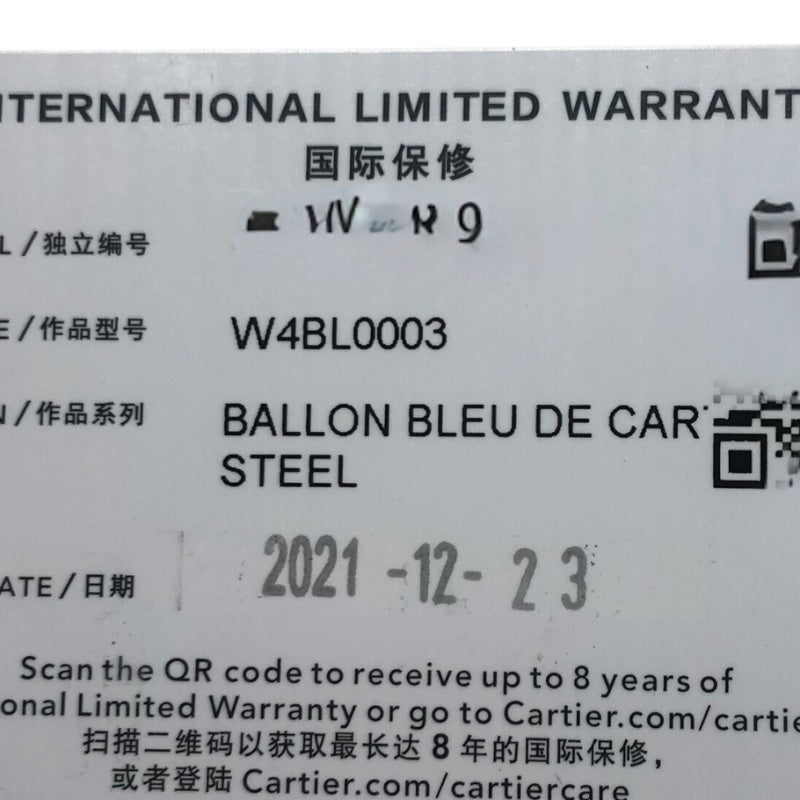 INTERNATIONAL LIMITED WARRANT
国际保修
L / 独立编号 9
E / 作品型号 W4BL0003
N / 作品系列 BALLON BLEU DE CAR
STEEL
ATE / 日期 2021 -12- 23
Scan the QR code to receive up to 8 years of
onal Limited Warranty or go to Cartier.com/cartie
扫描二维码以获取最长达 8 年的国际保修，
或者登陆 Cartier.com/cartiercare